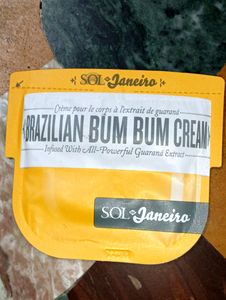 SOL de Janeiro
Crème pour le corps à l'extrait de guaraná
BRAZILIAN BUM BUM CREAM
Infused With All-Powerful Guaraná Extract
SOL de Janeiro